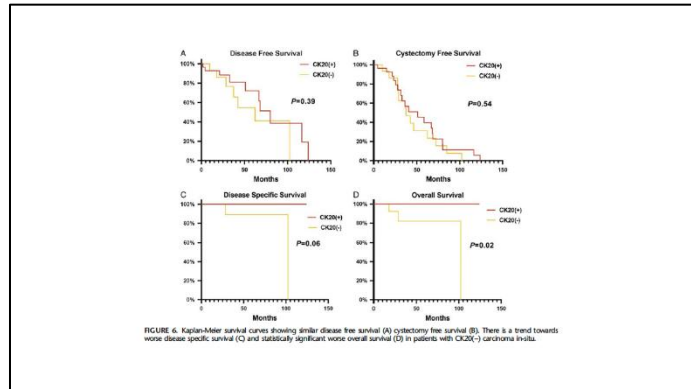 A
Disease Free Survival
CK20(+)
CK20(-)
100%
80%
60%
40%
20%
P=0.39
0
50
100
150
Months
B
Cystectomy Free Survival
CK20(+)
CK20(-)
100%
80%
60%
40%
20%
P=0.54
0
50
100
150
Months
C
Disease Specific Survival
CK20(+)
CK20(-)
100%
80%
60%
40%
20%
0%
P=0.06
0
50
100
150
Months
D
Overall Survival
CK20(+)
CK20(-)
100%
80%
60%
40%
20%
0%
P=0.02
0
50
100
150
Months
FIGURE 6. Kaplan-Meier survival curves showing similar disease free survival (A) cystectomy free survival (B). There is a trend towards
worse disease specific survival (C) and statistically significant worse overall survival (D) in patients with CK20(−) carcinoma in-situ.